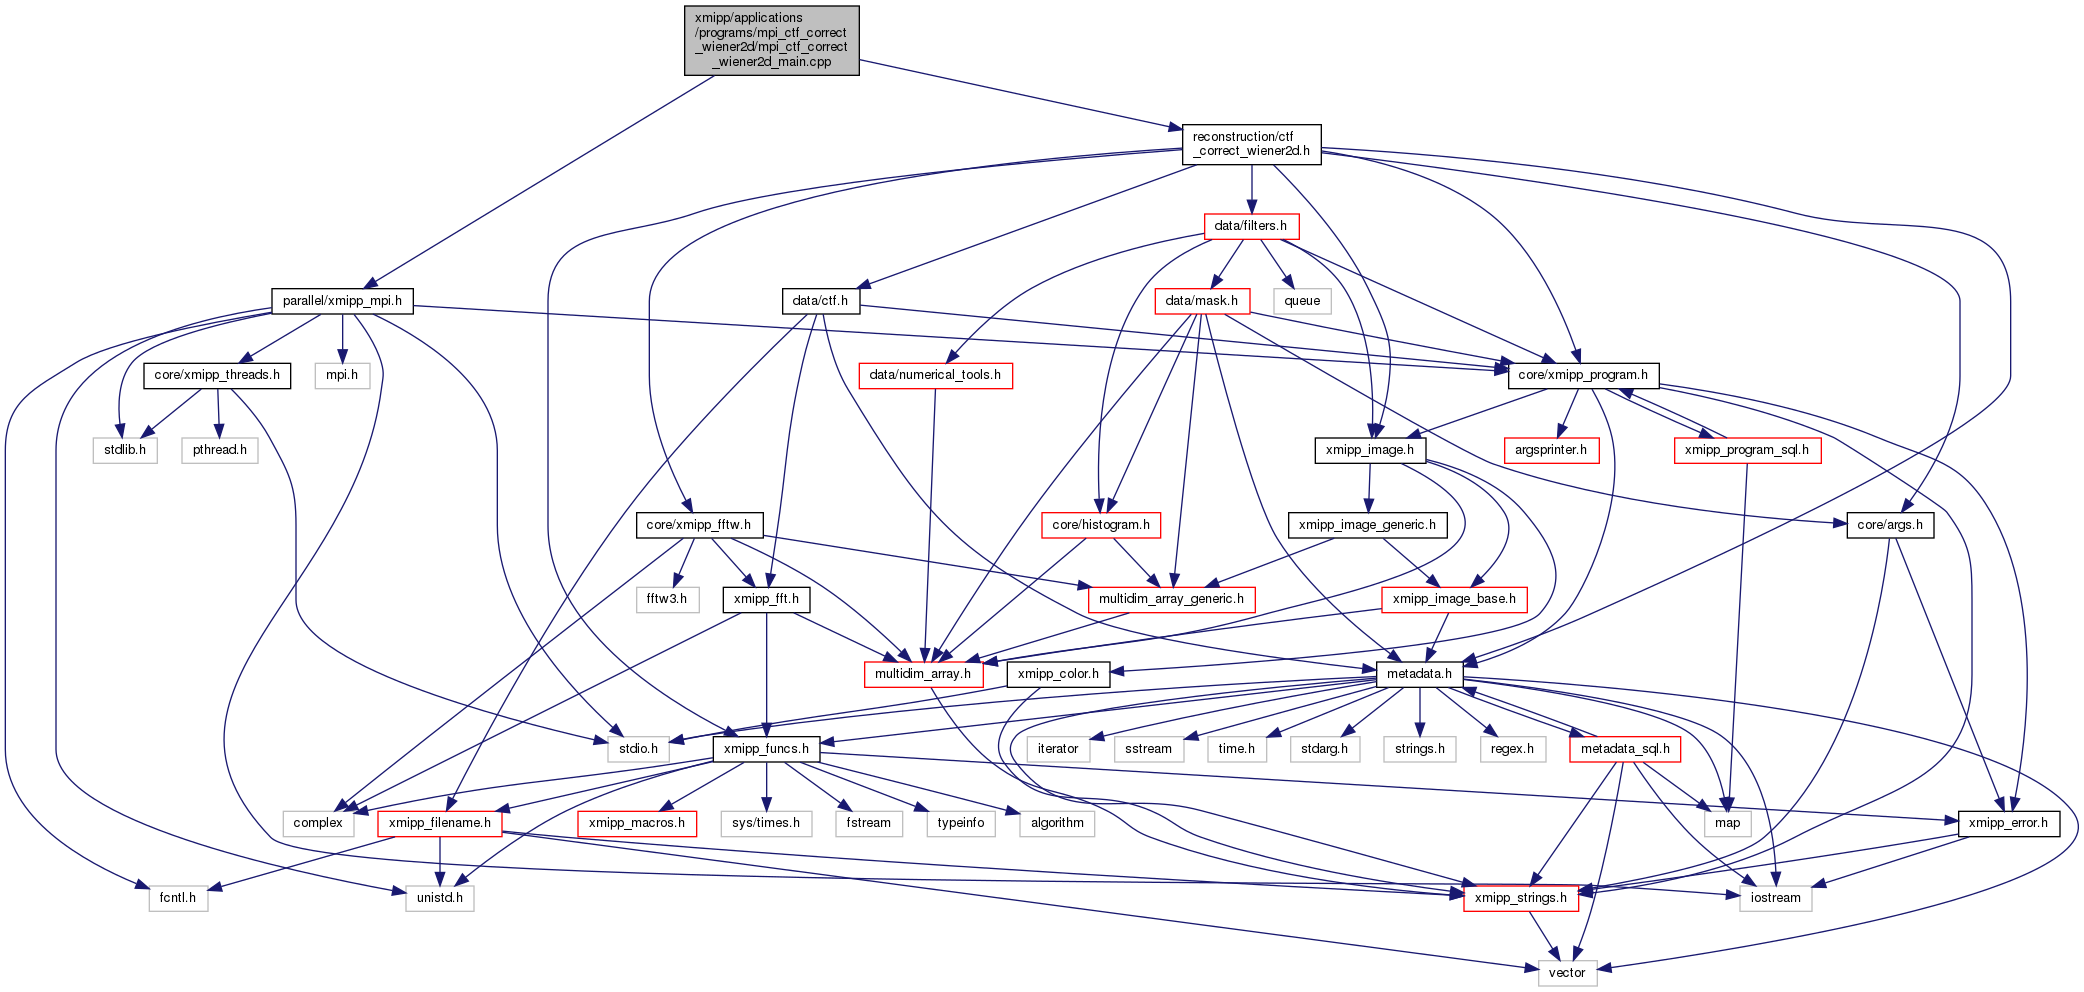 xmipp/applications
/programs/mpi_ctf_correct
_wiener2d/mpi_ctf_correct
_wiener2d_main.cpp
reconstruction/ctf
_correct_wiener2d.h
data/filters.h
parallel/xmipp_mpi.h
data/ctf.h
data/mask.h
queue
core/xmipp_threads.h
mpi.h
data/numerical_tools.h
core/xmipp_program.h
stdlib.h
pthread.h
xmipp_image.h
argsprinter.h
xmipp_program_sql.h
core/xmipp_fftw.h
core/histogram.h
xmipp_image_generic.h
core/args.h
fftw3.h
xmipp_fft.h
multidim_array_generic.h
xmipp_image_base.h
multidim_array.h
xmipp_color.h
metadata.h
stdio.h
xmipp_funcs.h
iterator
sstream
time.h
stdarg.h
strings.h
regex.h
metadata_sql.h
complex
xmipp_filename.h
xmipp_macros.h
sys/times.h
fstream
typeinfo
algorithm
map
xmipp_error.h
fcntl.h
unistd.h
xmipp_strings.h
iostream
vector